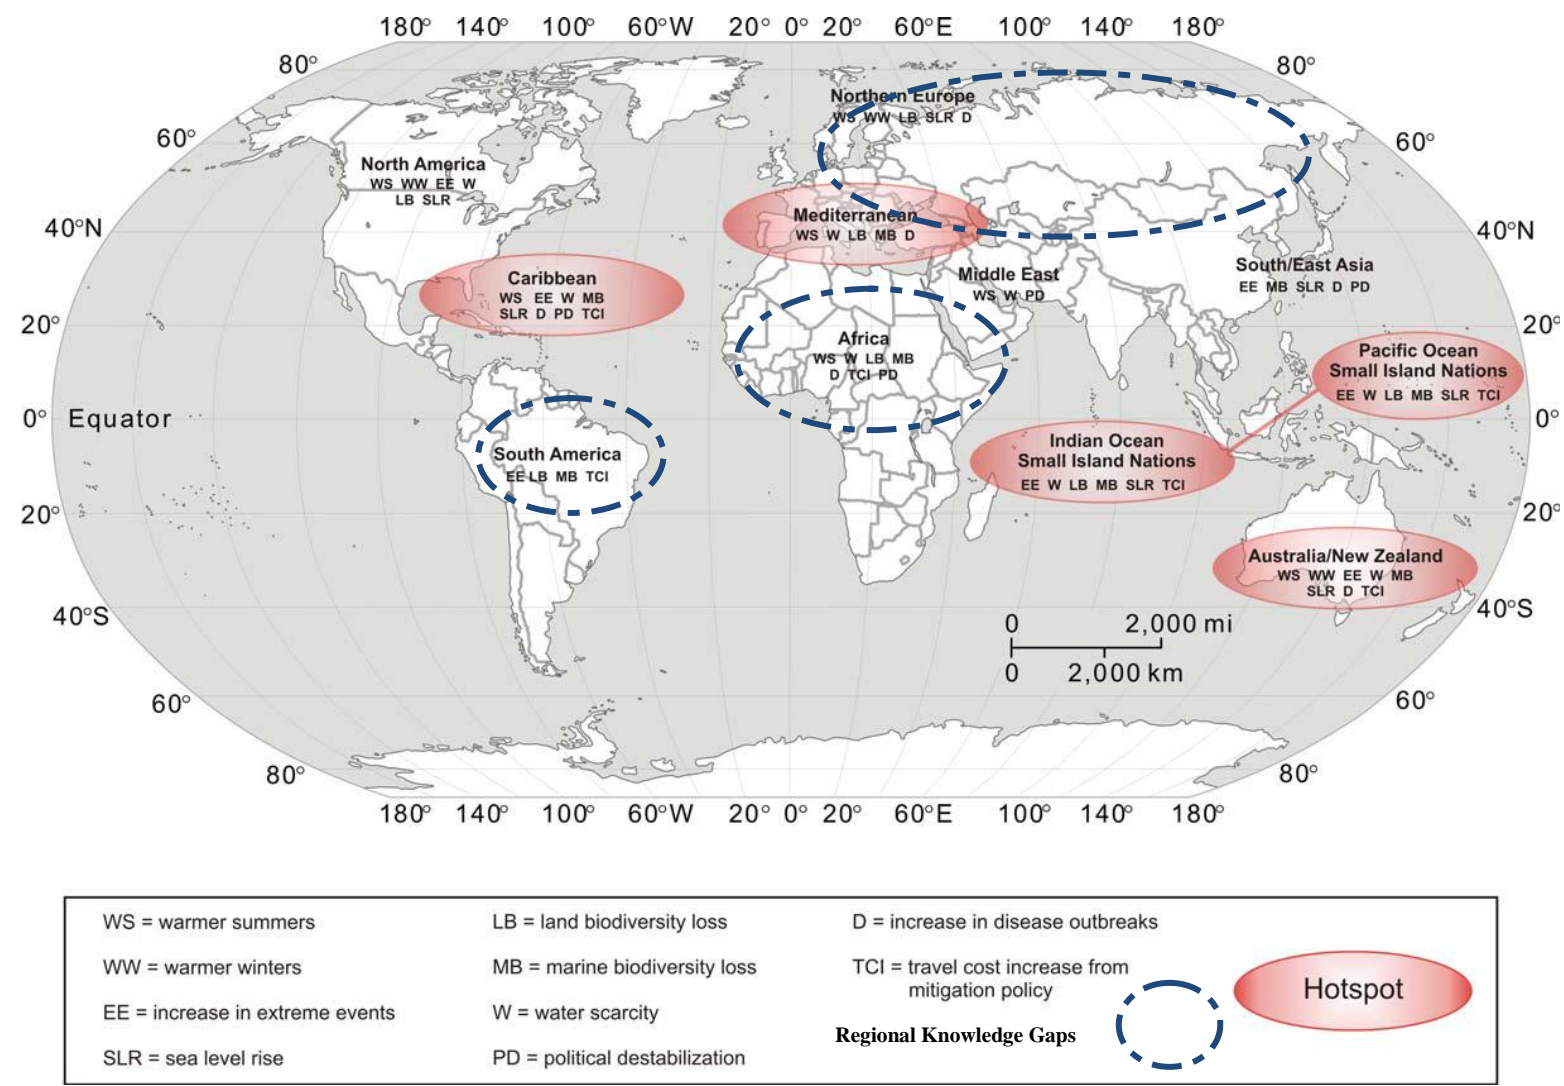 180° 140° 100° 60°W 20° 0° 20° 60°E 100° 140° 180°
80° 80°
Northern Europe
WS WW LB SLR D
60° 60°
North America
WS WW EE W
LB SLR
Mediterranean
WS W LB MB D
40°N 40°N
Caribbean
WS EE W MB
SLR D PD TCI
Middle East
WS W PD
South/East Asia
EE MB SLR D PD
20° 20°
Africa
WS W LB MB
D TCI PD
Pacific Ocean
Small Island Nations
EE W LB MB SLR TCI
0° Equator 0°
South America
EE LB MB TCI
Indian Ocean
Small Island Nations
EE W LB MB SLR TCI
20° 20°
Australia/New Zealand
WS WW EE W MB
SLR D TCI
40°S 40°S
0 2,000 mi
0 2,000 km
60° 60°
80° 80°
180° 140° 100° 60°W 20° 0° 20° 60°E 100° 140° 180°
WS = warmer summers
WW = warmer winters
EE = increase in extreme events
SLR = sea level rise
LB = land biodiversity loss
MB = marine biodiversity loss
W = water scarcity
PD = political destabilization
D = increase in disease outbreaks
TCI = travel cost increase from
mitigation policy
Regional Knowledge Gaps
Hotspot